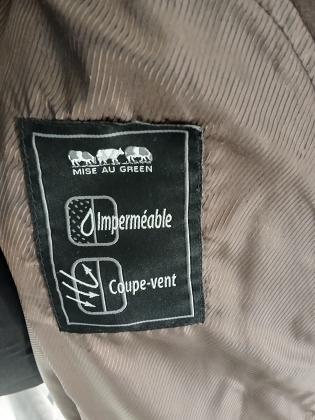 MISE AU GREEN
Imperméable
Coupe-vent